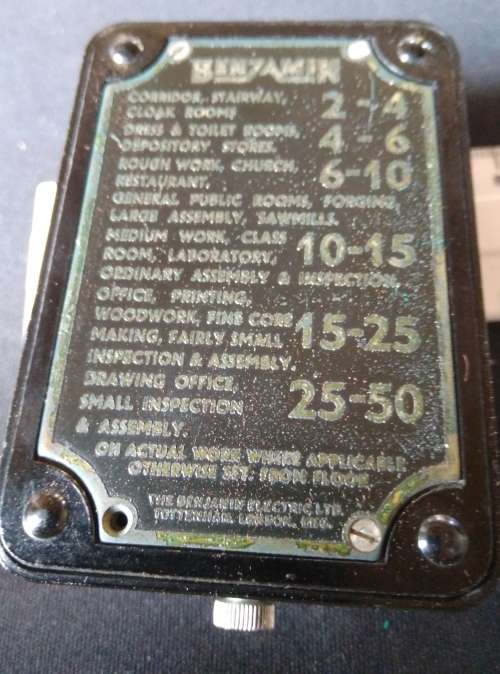 BENJAMIN
CORRIDOR, STAIRWAY, 2-4
CLOAK ROOMS
DRESS & TOILET ROOMS, 4-6
DEPOSITORY, STORES.
ROUGH WORK, CHURCH, 6-10
RESTAURANT,
GENERAL PUBLIC ROOMS, FORGING
LARGE ASSEMBLY, SAWMILLS.
MEDIUM WORK, CLASS 10-15
ROOM, LABORATORY,
ORDINARY ASSEMBLY & INSPECTION,
OFFICE, PRINTING,
WOODWORK, FINE CORE 15-25
MAKING, FAIRLY SMALL
INSPECTION & ASSEMBLY.
DRAWING OFFICE, 25-50
SMALL INSPECTION
& ASSEMBLY.
ON ACTUAL WORK WHERE APPLICABLE
OTHERWISE 3FT. FROM FLOOR
THE BENJAMIN ELECTRIC LTD.
TOTTENHAM, LONDON,